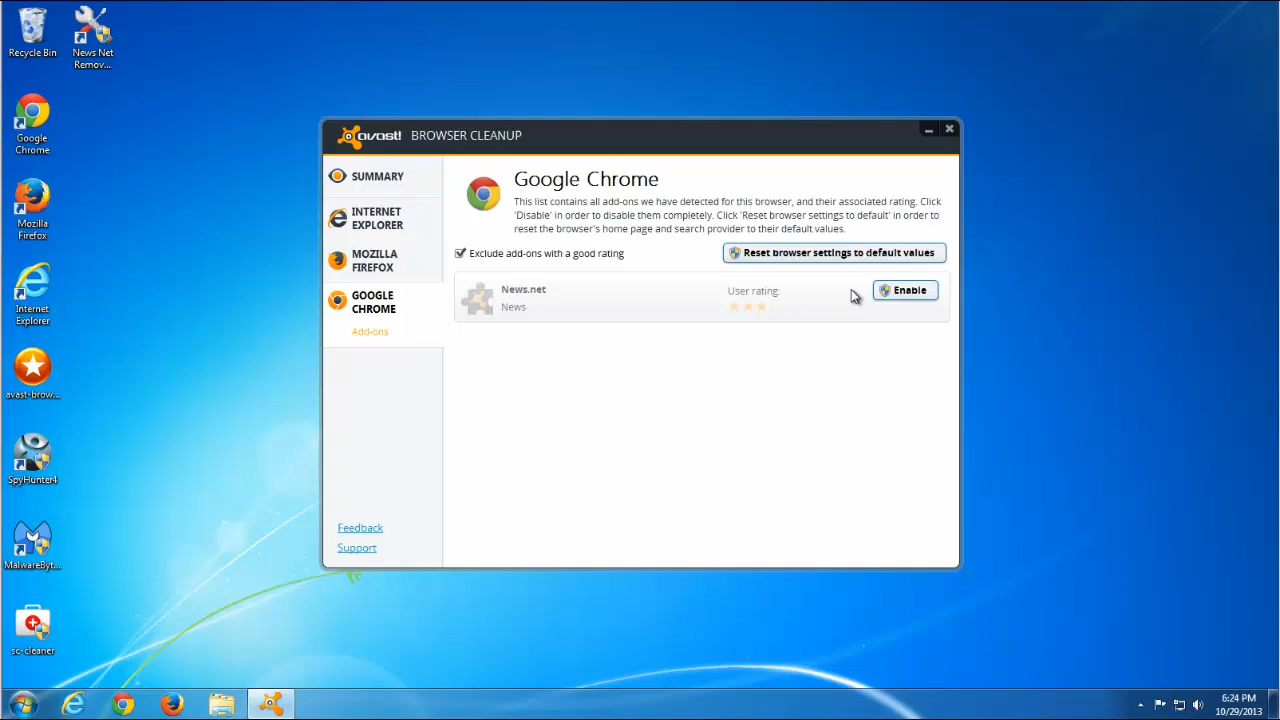 Recycle Bin
News Net
Remov...
Google
Chrome
Mozilla
Firefox
Internet
Explorer
avast-brow...
SpyHunter4
MalwareByt...
sc-cleaner
avast! BROWSER CLEANUP
SUMMARY
INTERNET
EXPLORER
MOZILLA
FIREFOX
GOOGLE
CHROME
Add-ons
Feedback
Support
Google Chrome
This list contains all add-ons we have detected for this browser, and their associated rating. Click
'Disable' in order to disable them completely. Click 'Reset browser settings to default' in order to
reset the browser's home page and search provider to their default values.
Exclude add-ons with a good rating
Reset browser settings to default values
News.net
News
User rating:
Enable
6:24 PM
10/29/2013